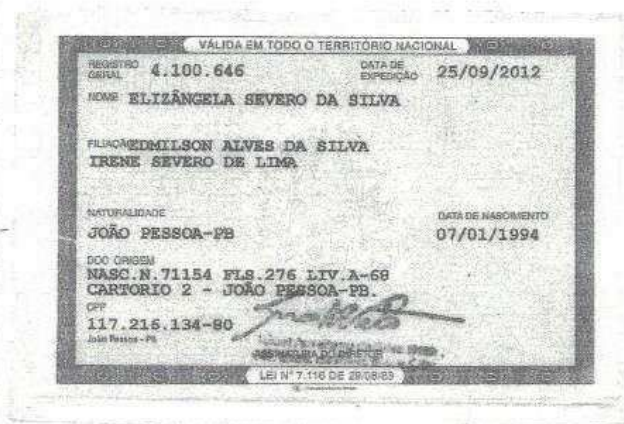 VÁLIDA EM TODO O TERRITÓRIO NACIONAL
REGISTRO GERAL 4.100.646 DATA DE EXPEDIÇÃO 25/09/2012
NOME ELIZÂNGELA SEVERO DA SILVA
FILIAÇÃO EDMILSON ALVES DA SILVA
IRENE SEVERO DE LIMA
NATURALIDADE DATA DE NASCIMENTO
JOÃO PESSOA-PB 07/01/1994
DOC ORIGEM
NASC.N.71154 FLS.276 LIV.A-68
CARTORIO 2 - JOÃO PESSOA-PB.
CPF
117.216.134-80
João Pessoa - PB
ASSINATURA DO DIRETOR
LEI Nº 7.116 DE 29/08/83